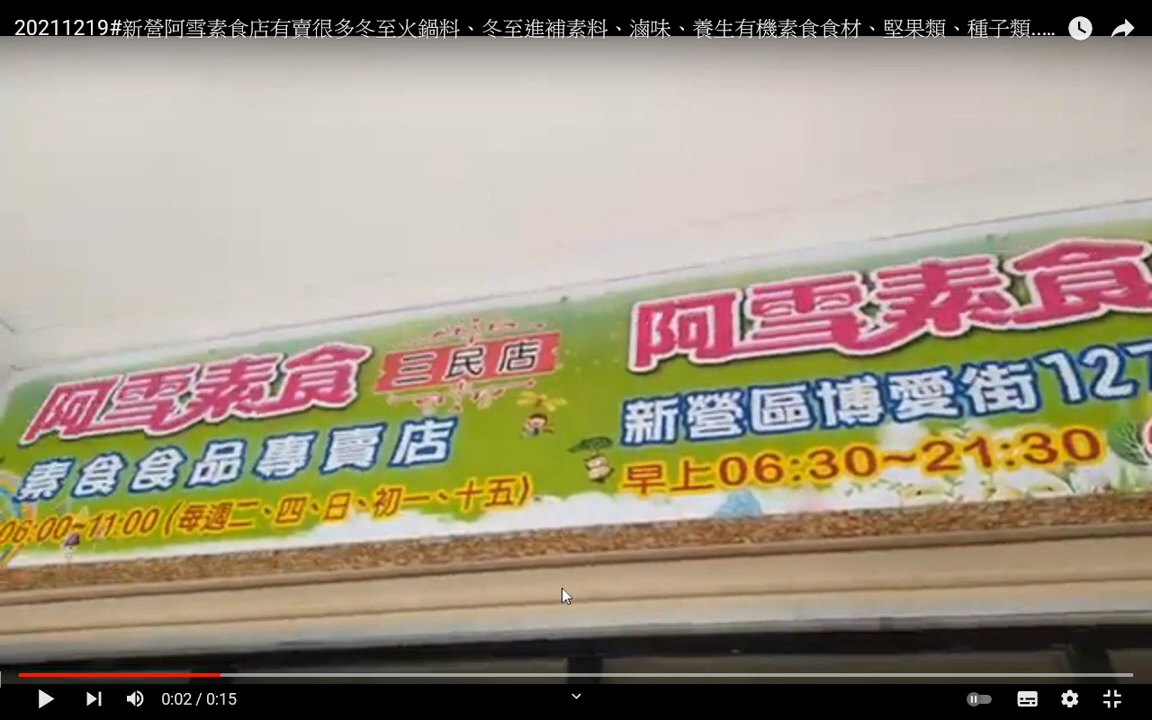 20211219#新營阿雪素食店有賣很多冬至火鍋料、冬至進補素料、滷味、養生有機素食食材、堅果類、種子類.....
阿雪素食
三民店
素食食品專賣店
06:00~11:00 (每週二、四、日、初一、十五)
阿雪素食
新營區博愛街127
早上06:30~21:30
0:02 / 0:15